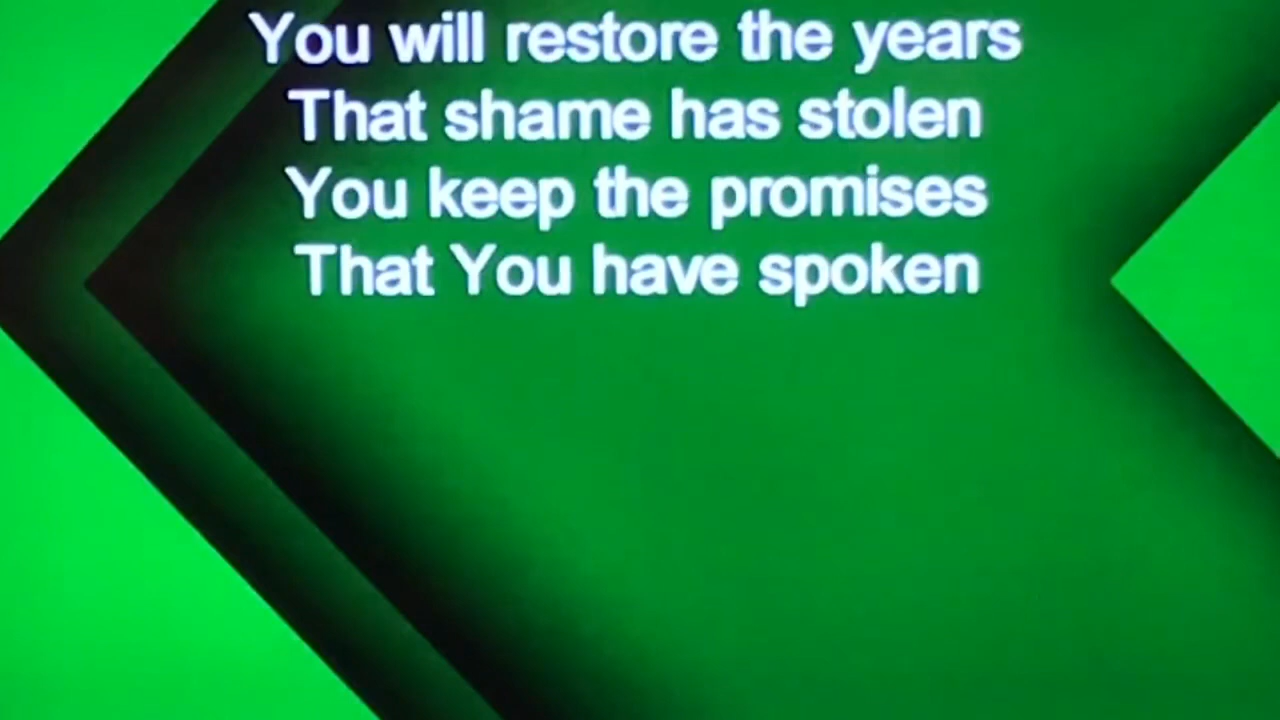 You will restore the years
That shame has stolen
You keep the promises
That You have spoken